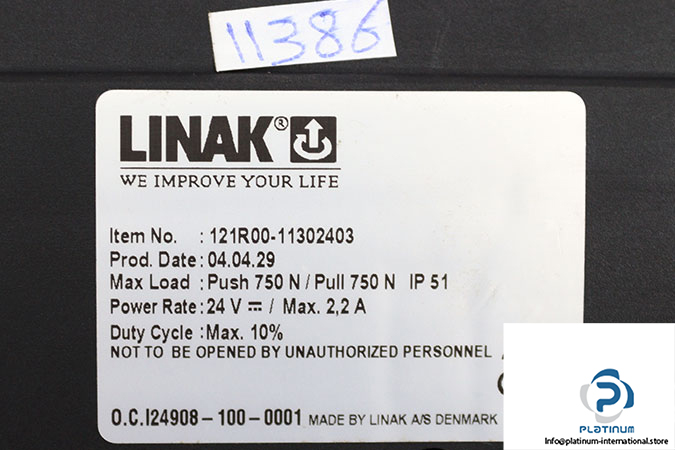 11386
LINAK®
WE IMPROVE YOUR LIFE
Item No. : 121R00-11302403
Prod. Date : 04.04.29
Max Load : Push 750 N / Pull 750 N IP 51
Power Rate : 24 V ⎓ / Max. 2,2 A
Duty Cycle : Max. 10%
NOT TO BE OPENED BY UNAUTHORIZED PERSONNEL
O.C.I24908-100-0001 MADE BY LINAK A/S DENMARK
PLATINUM
Info@platinum-international.store